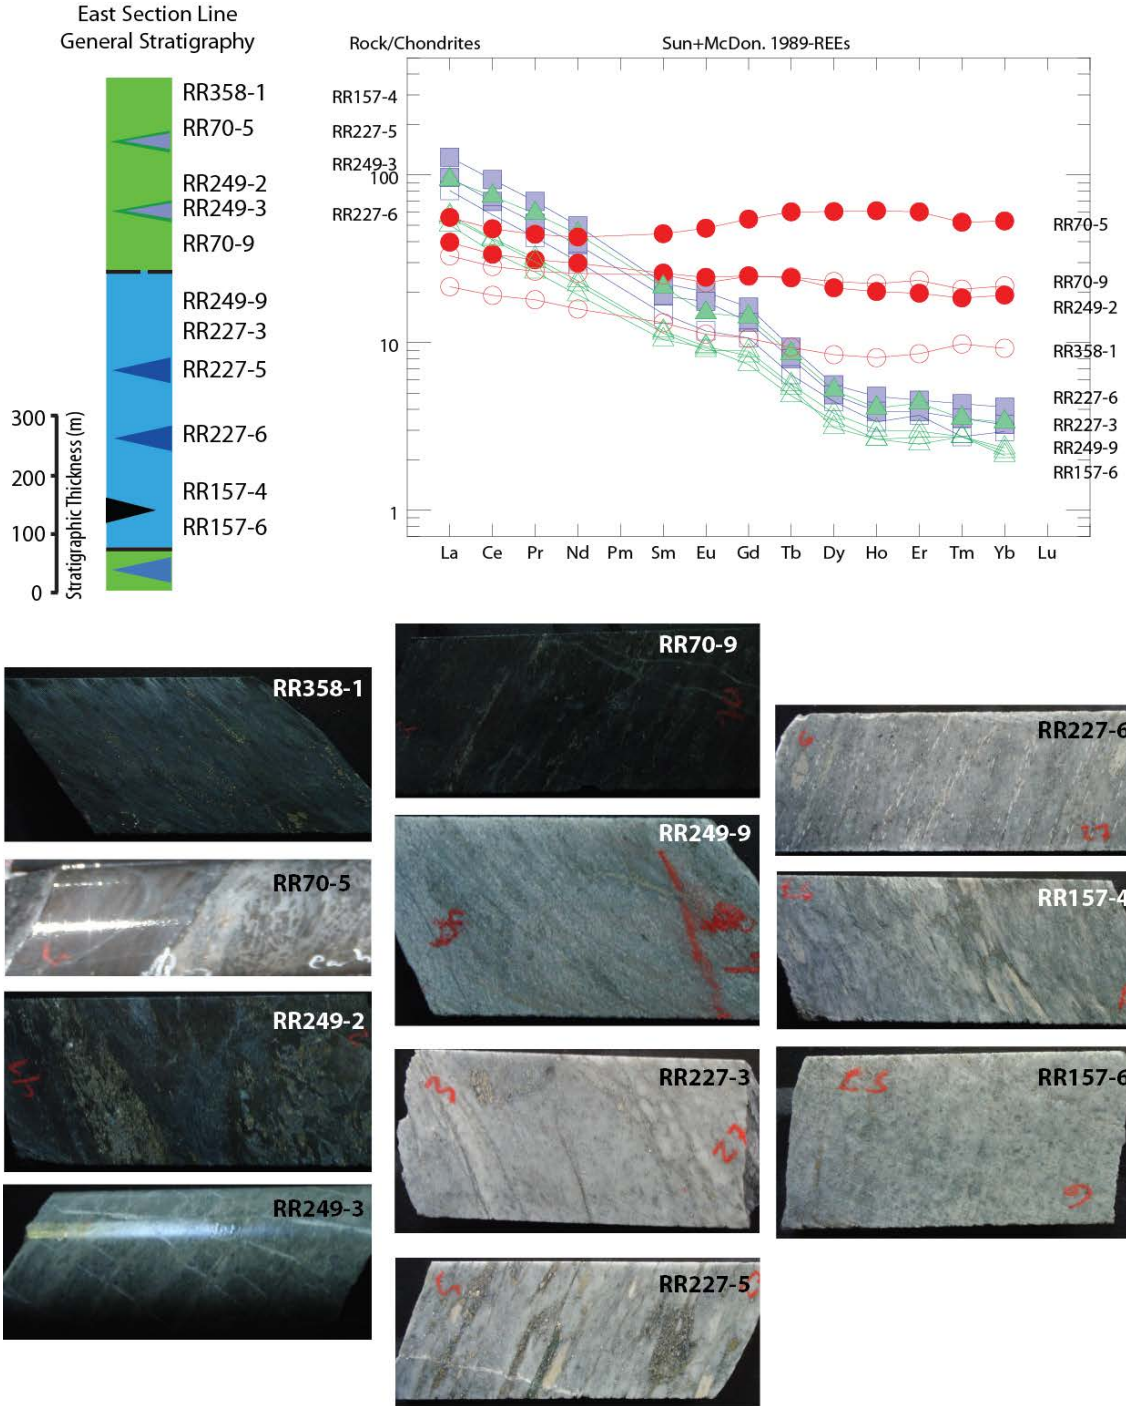 East Section Line
General Stratigraphy
RR358-1
RR70-5
RR249-2
RR249-3
RR70-9
RR249-9
RR227-3
RR227-5
RR227-6
RR157-4
RR157-6
300
200
100
0
Stratigraphic Thickness (m)
Rock/Chondrites
Sun+McDon. 1989-REEs
RR157-4
RR227-5
RR249-3
100
RR227-6
10
1
RR70-5
RR70-9
RR249-2
RR358-1
RR227-6
RR227-3
RR249-9
RR157-6
La Ce Pr Nd Pm Sm Eu Gd Tb Dy Ho Er Tm Yb Lu
RR358-1
RR70-5
RR249-2
RR249-3
RR70-9
RR249-9
RR227-3
27
RR227-5
RR227-6
6
27
RR157-4
RR157-6